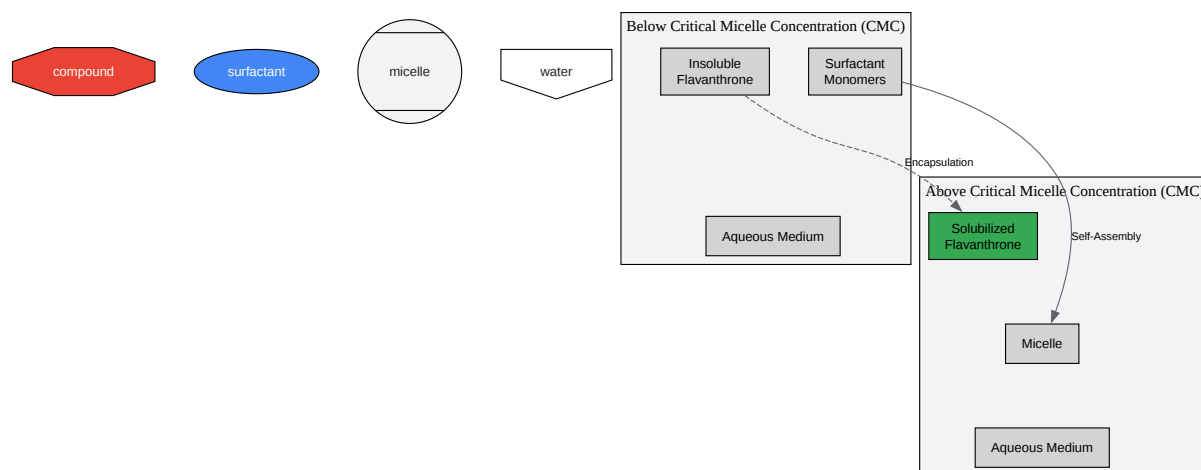 compound
surfactant
micelle
water
Below Critical Micelle Concentration (CMC)
Insoluble
Flavanthrone
Surfactant
Monomers
Encapsulation
Aqueous Medium
Above Critical Micelle Concentration (CMC)
Solubilized
Flavanthrone
Self-Assembly
Micelle
Aqueous Medium